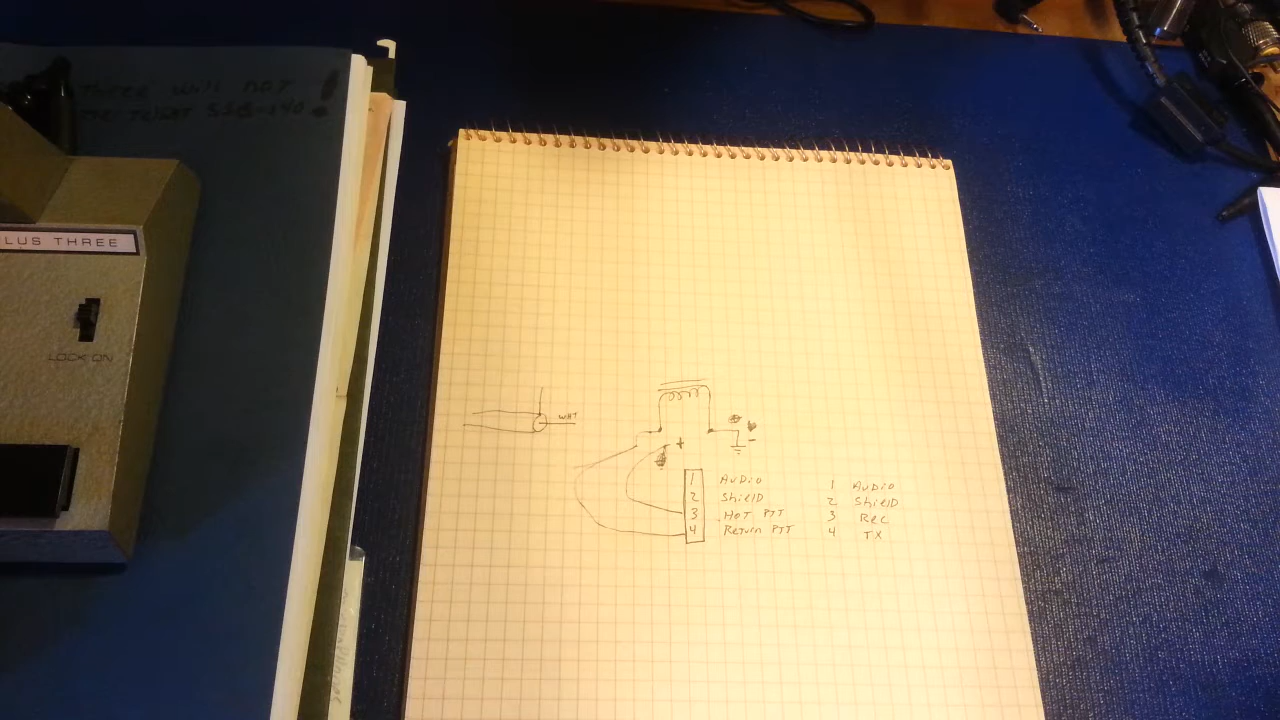 LUS THREE
LOCK ON
WHT
+
-
1 AUDIO
2 ShielD
3 HOT PTT
4 Return PTT
1 AUDIO
2 ShielD
3 Rec
4 TX